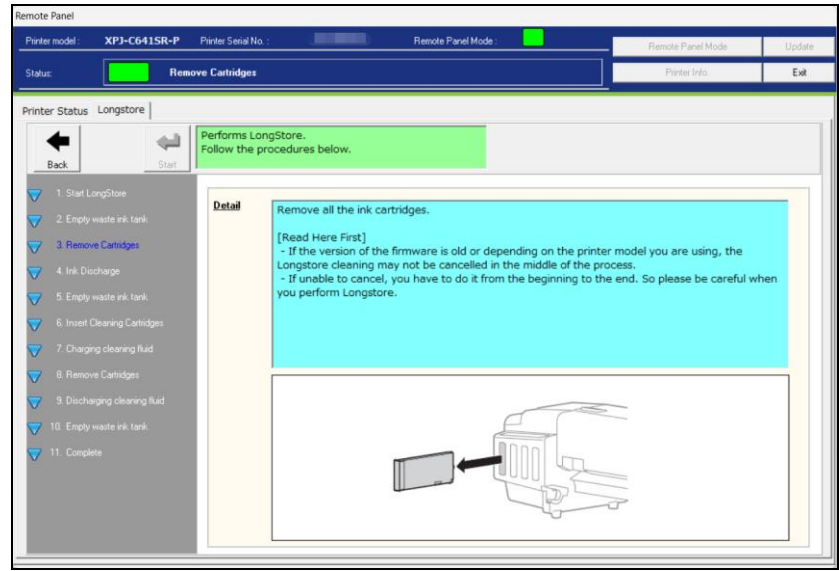 Remote Panel
Printer model : XPJ-C641SR-P Printer Serial No. : Remote Panel Mode :
Remote Panel Mode Update
Status: Remove Cartridges
Printer Info. Exit
Printer Status Longstore
Back Start
Performs LongStore.
Follow the procedures below.
1. Start LongStore
2. Empty waste ink tank
3. Remove Cartridges
4. Ink Discharge
5. Empty waste ink tank
6. Insert Cleaning Cartridges
7. Charging cleaning fluid
8. Remove Cartridges
9. Discharging cleaning fluid
10. Empty waste ink tank
11. Complete
Detail
Remove all the ink cartridges.
[Read Here First]
- If the version of the firmware is old or depending on the printer model you are using, the
Longstore cleaning may not be cancelled in the middle of the process.
- If unable to cancel, you have to do it from the beginning to the end. So please be careful when
you perform Longstore.